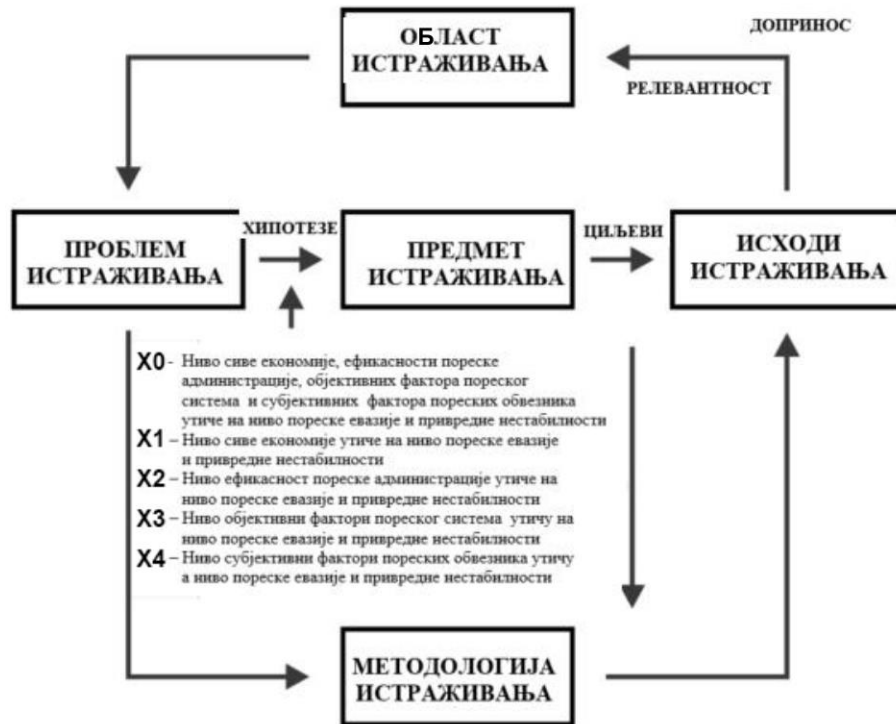 ОБЛАСТ
ИСТРАЖИВАЊА
ДОПРИНОС
РЕЛЕВАНТНОСТ
ПРОБЛЕМ
ИСТРАЖИВАЊА
ХИПОТЕЗЕ
ПРЕДМЕТ
ИСТРАЖИВАЊА
ЦИЉЕВИ
ИСХОДИ
ИСТРАЖИВАЊА
X0 - Ниво сиве економије, ефикасности пореске
администрације, објективних фактора пореског
система и субјективних фактора пореских обвезника
утиче на ниво пореске евазије и привредне нестабилности
X1 – Ниво сиве економије утиче на ниво пореске евазије
и привредне нестабилности
X2 – Ниво ефикасност пореске администрације утиче на
ниво пореске евазије и привредне нестабилности
X3 – Ниво објективни фактори пореског система утичу на
ниво пореске евазије и привредне нестабилности
X4 – Ниво субјективни фактори пореских обвезника утичу
а ниво пореске евазије и привредне нестабилности
МЕТОДОЛОГИЈА
ИСТРАЖИВАЊА